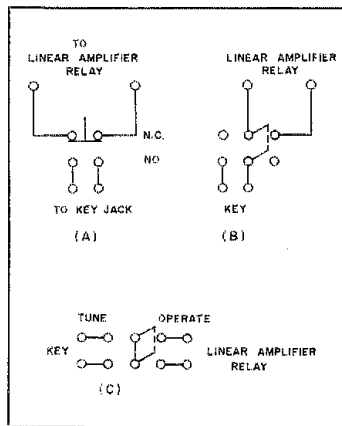 TO
LINEAR AMPLIFIER
RELAY
N.C.
NO
TO KEY JACK
(A)
LINEAR AMPLIFIER
RELAY
KEY
(B)
TUNE OPERATE
KEY
LINEAR AMPLIFIER
RELAY
(C)